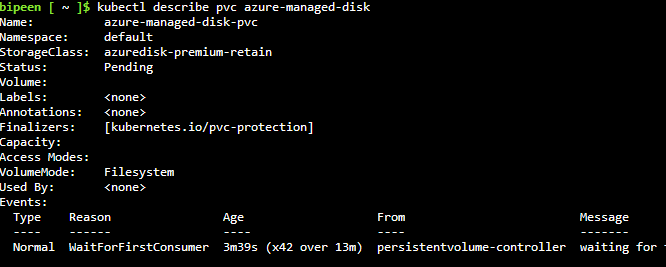 bipeen [ ~ ]$ kubectl describe pvc azure-managed-disk
Name:          azure-managed-disk-pvc
Namespace:     default
StorageClass:  azuredisk-premium-retain
Status:        Pending
Volume:
Labels:        <none>
Annotations:   <none>
Finalizers:    [kubernetes.io/pvc-protection]
Capacity:
Access Modes:
VolumeMode:    Filesystem
Used By:       <none>
Events:
  Type    Reason                Age                   From                         Message
  ----    ------                ----                  ----                         -------
  Normal  WaitForFirstConsumer  3m39s (x42 over 13m)  persistentvolume-controller  waiting for